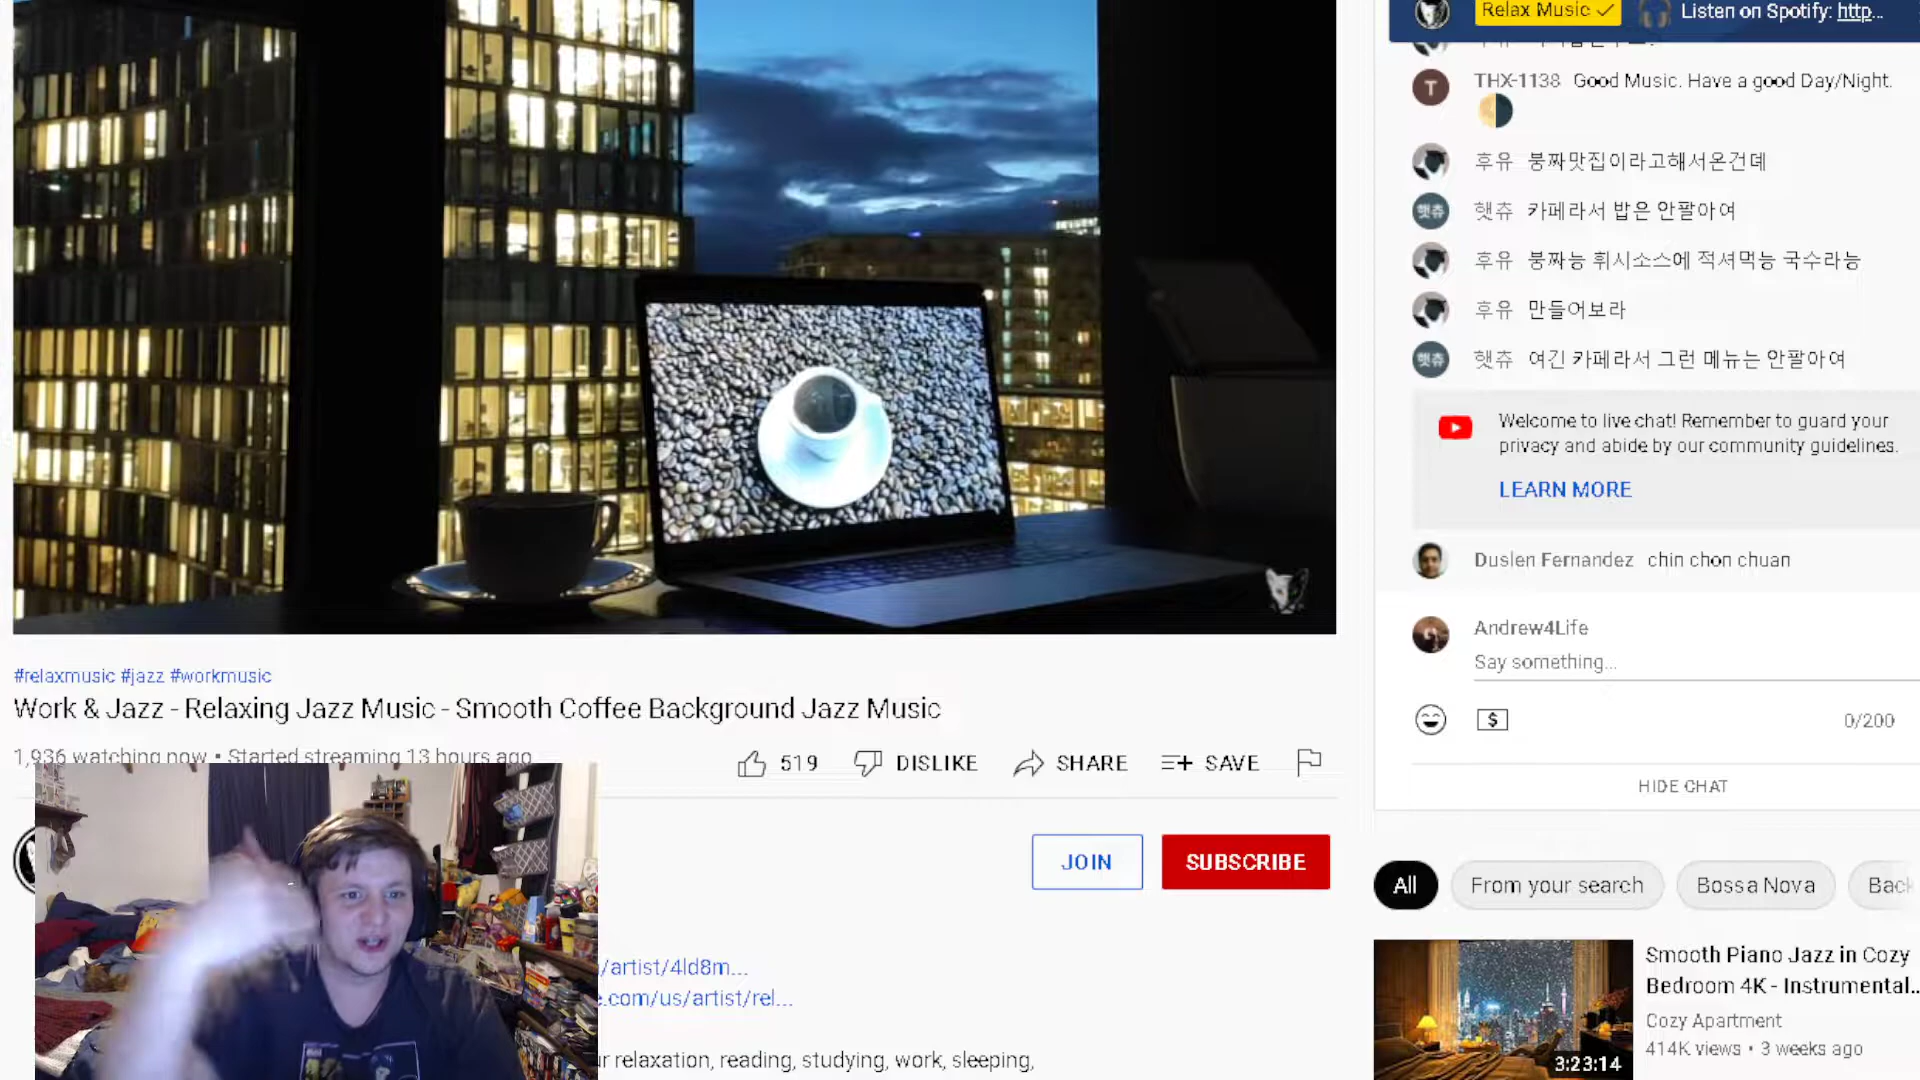 Relax Music ✓ Listen on Spotify: http...
THX-1138 Good Music. Have a good Day/Night.
T
후유 붕짜맛집이라고해서온건데
햇츄 햇츄 카페라서 밥은 안팔아여
후유 붕짜능 휘시소스에 적셔먹능 국수라능
후유 만들어보라
햇츄 햇츄 여긴 카페라서 그런 메뉴는 안팔아여
Welcome to live chat! Remember to guard your
privacy and abide by our community guidelines.
LEARN MORE
Duslen Fernandez chin chon chuan
Andrew4Life
Say something...
0/200
HIDE CHAT
#relaxmusic #jazz #workmusic
Work & Jazz - Relaxing Jazz Music - Smooth Coffee Background Jazz Music
1,936 watching now • Started streaming 13 hours ago
519 DISLIKE SHARE SAVE
JOIN SUBSCRIBE
/artist/4ld8m...
.com/us/artist/rel...
r relaxation, reading, studying, work, sleeping,
All From your search Bossa Nova Back
Smooth Piano Jazz in Cozy
Bedroom 4K - Instrumental...
Cozy Apartment
414K views • 3 weeks ago
3:23:14